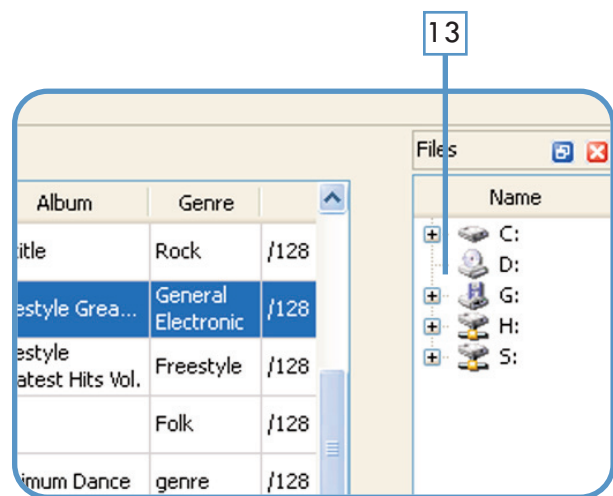 13
Files
Name
C:
D:
G:
H:
S:
Album Genre
title Rock /128
estyle Grea... General Electronic /128
estyle
atest Hits Vol. Freestyle /128
Folk /128
imum Dance genre /128